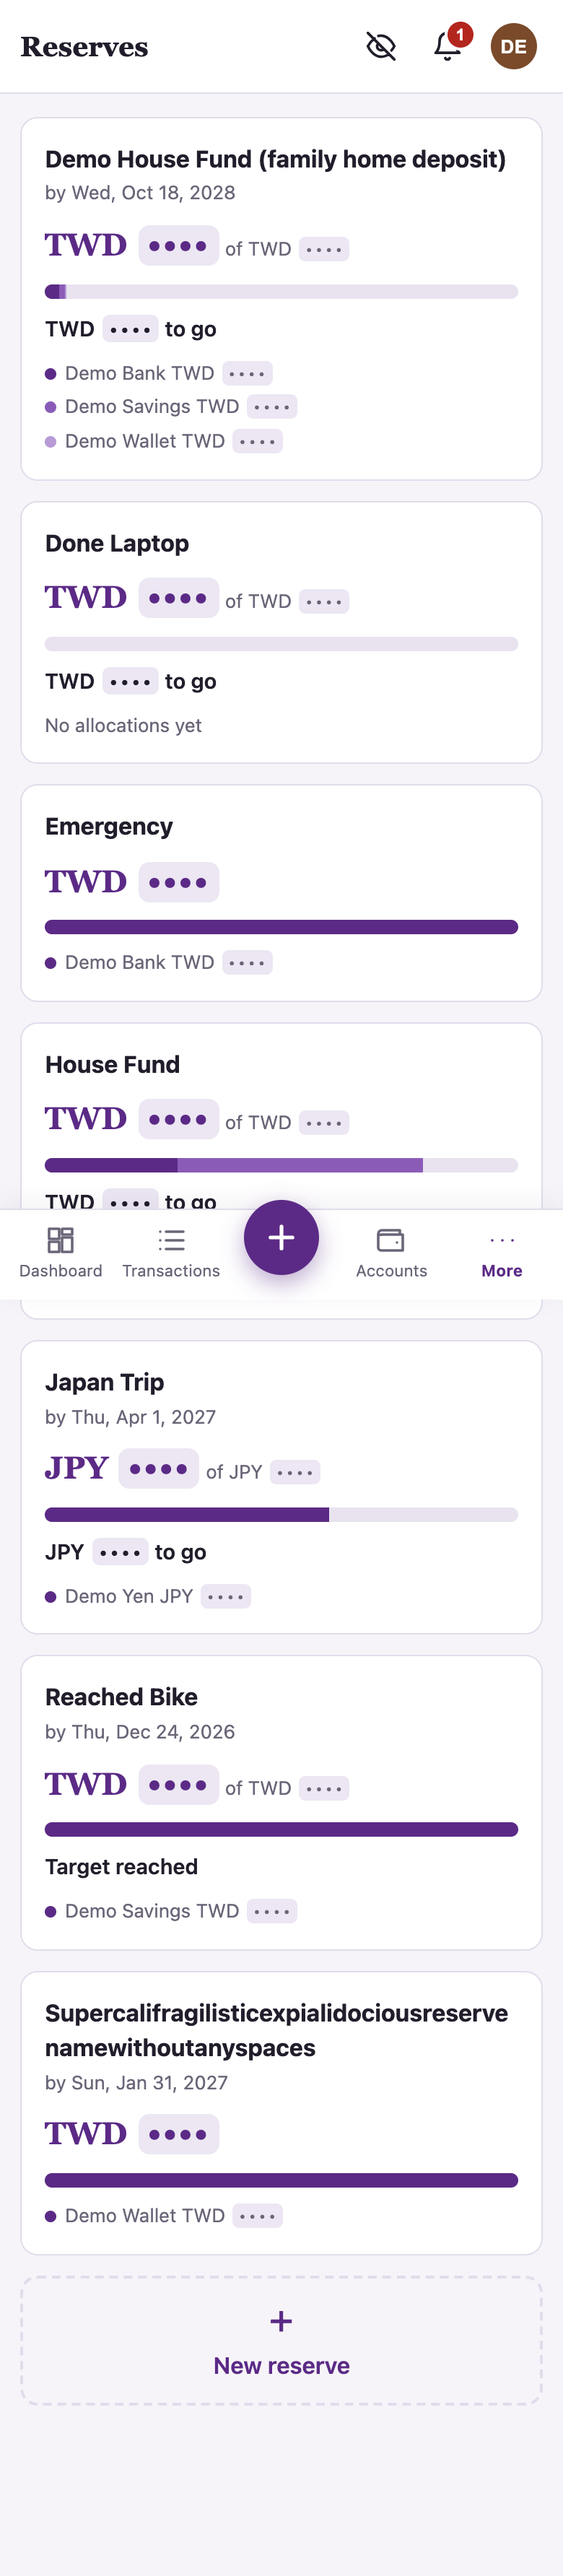 Reserves
1
DE
Demo House Fund (family home deposit)
by Wed, Oct 18, 2028
TWD •••• of TWD ••••
TWD •••• to go
Demo Bank TWD ••••
Demo Savings TWD ••••
Demo Wallet TWD ••••
Done Laptop
TWD •••• of TWD ••••
TWD •••• to go
No allocations yet
Emergency
TWD ••••
Demo Bank TWD ••••
House Fund
TWD •••• of TWD ••••
TWD •••• to go
Dashboard
Transactions
Accounts
More
Japan Trip
by Thu, Apr 1, 2027
JPY •••• of JPY ••••
JPY •••• to go
Demo Yen JPY ••••
Reached Bike
by Thu, Dec 24, 2026
TWD •••• of TWD ••••
Target reached
Demo Savings TWD ••••
Supercalifragilisticexpialidociousreserve
namewithoutanyspaces
by Sun, Jan 31, 2027
TWD ••••
Demo Wallet TWD ••••
+
New reserve